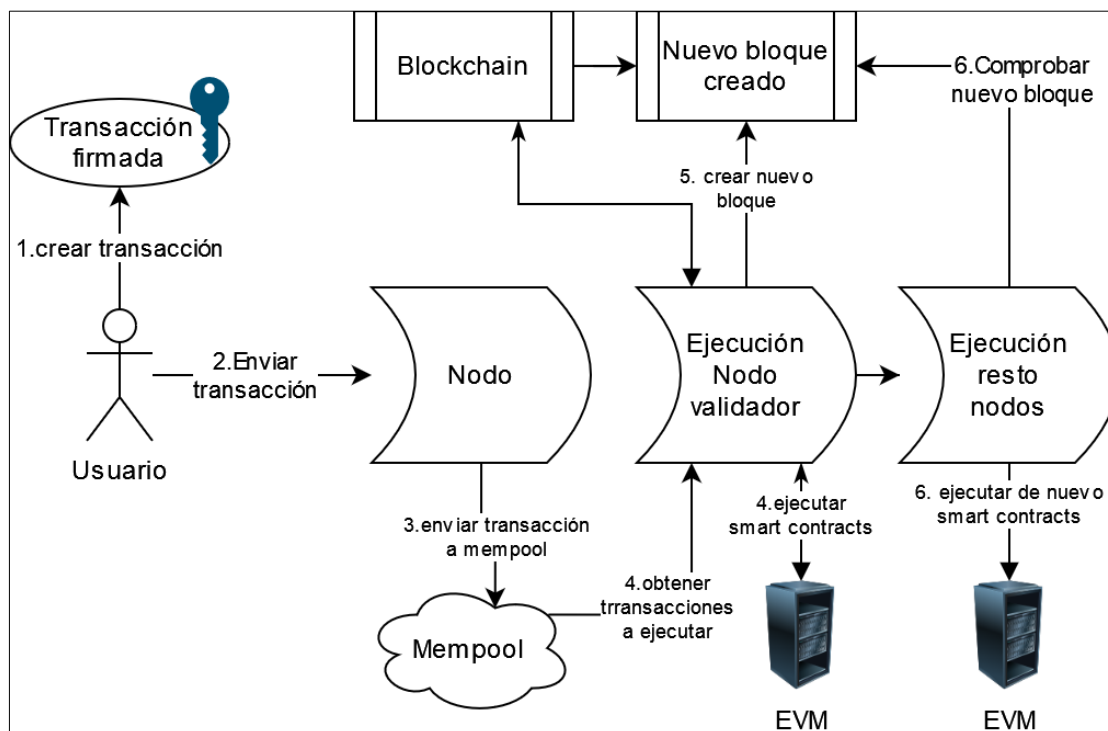 Blockchain
Nuevo bloque
creado
6.Comprobar
nuevo bloque
Transacción
firmada
5. crear nuevo
bloque
1.crear transacción
2.Enviar
transacción
Nodo
Ejecución
Nodo
validador
Ejecución
resto
nodos
Usuario
3.enviar transacción
a mempool
4.ejecutar
smart contracts
6. ejecutar de nuevo
smart contracts
4.obtener
trransacciones
a ejecutar
Mempool
EVM
EVM